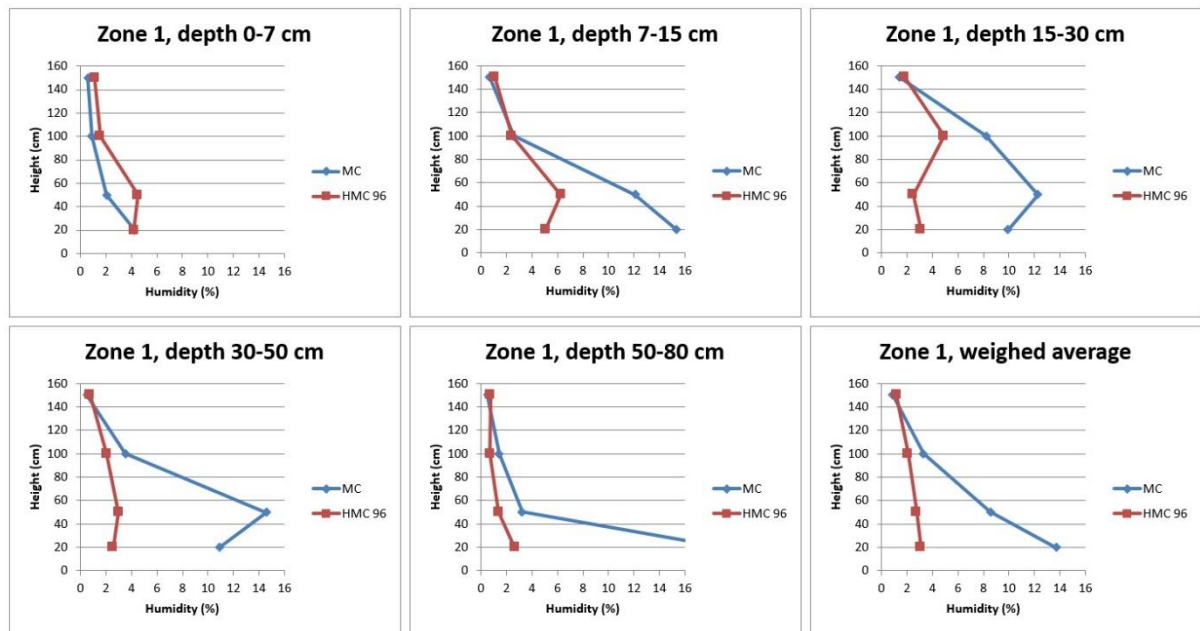 Zone 1, depth 0-7 cm
160
140
120
100
80
60
40
20
0
Height (cm)
0 2 4 6 8 10 12 14 16
Humidity (%)
MC
HMC 96
Zone 1, depth 7-15 cm
160
140
120
100
80
60
40
20
0
Height (cm)
0 2 4 6 8 10 12 14 16
Humidity (%)
MC
HMC 96
Zone 1, depth 15-30 cm
160
140
120
100
80
60
40
20
0
Height (cm)
0 2 4 6 8 10 12 14 16
Humidity (%)
MC
HMC 96
Zone 1, depth 30-50 cm
160
140
120
100
80
60
40
20
0
Height (cm)
0 2 4 6 8 10 12 14 16
Humidity (%)
MC
HMC 96
Zone 1, depth 50-80 cm
160
140
120
100
80
60
40
20
0
Height (cm)
0 2 4 6 8 10 12 14 16
Humidity (%)
MC
HMC 96
Zone 1, weighed average
160
140
120
100
80
60
40
20
0
Height (cm)
0 2 4 6 8 10 12 14 16
Humidity (%)
MC
HMC 96